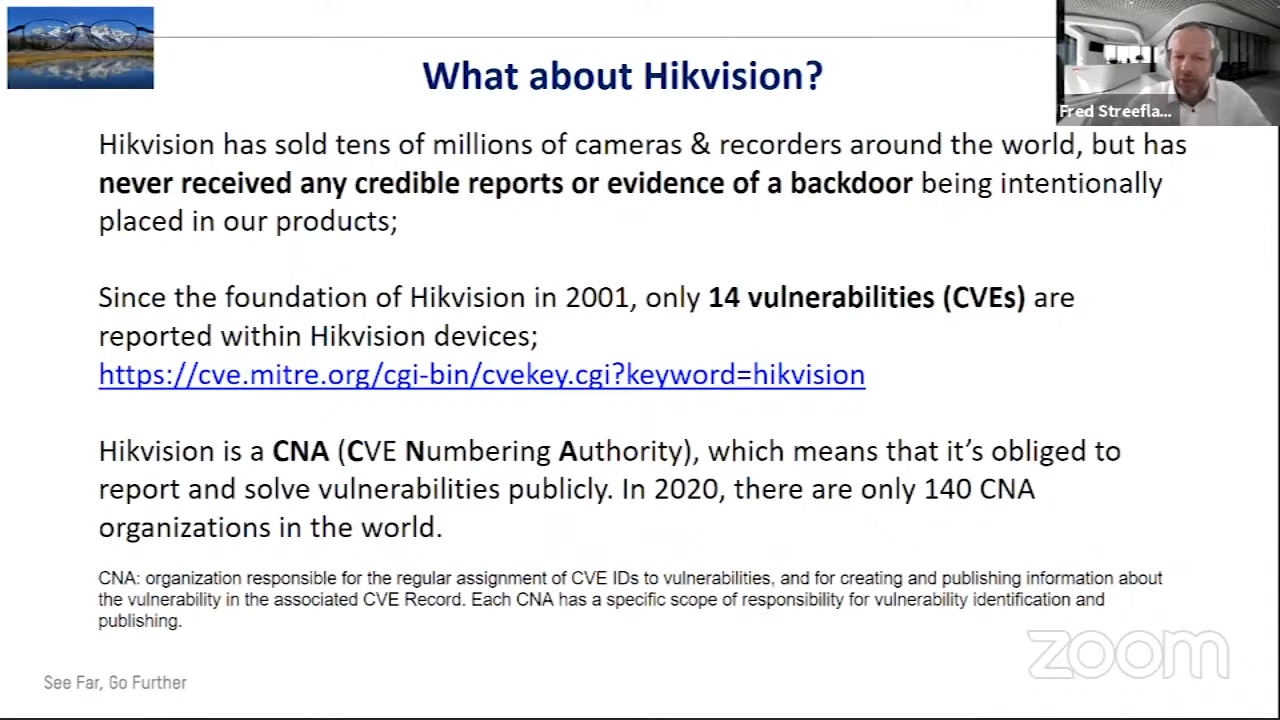 What about Hikvision?
Fred Streefla...
Hikvision has sold tens of millions of cameras & recorders around the world, but has
never received any credible reports or evidence of a backdoor being intentionally
placed in our products;
Since the foundation of Hikvision in 2001, only 14 vulnerabilities (CVEs) are
reported within Hikvision devices;
https://cve.mitre.org/cgi-bin/cvekey.cgi?keyword=hikvision
Hikvision is a CNA (CVE Numbering Authority), which means that it’s obliged to
report and solve vulnerabilities publicly. In 2020, there are only 140 CNA
organizations in the world.
CNA: organization responsible for the regular assignment of CVE IDs to vulnerabilities, and for creating and publishing information about
the vulnerability in the associated CVE Record. Each CNA has a specific scope of responsibility for vulnerability identification and
publishing.
zoom
See Far, Go Further